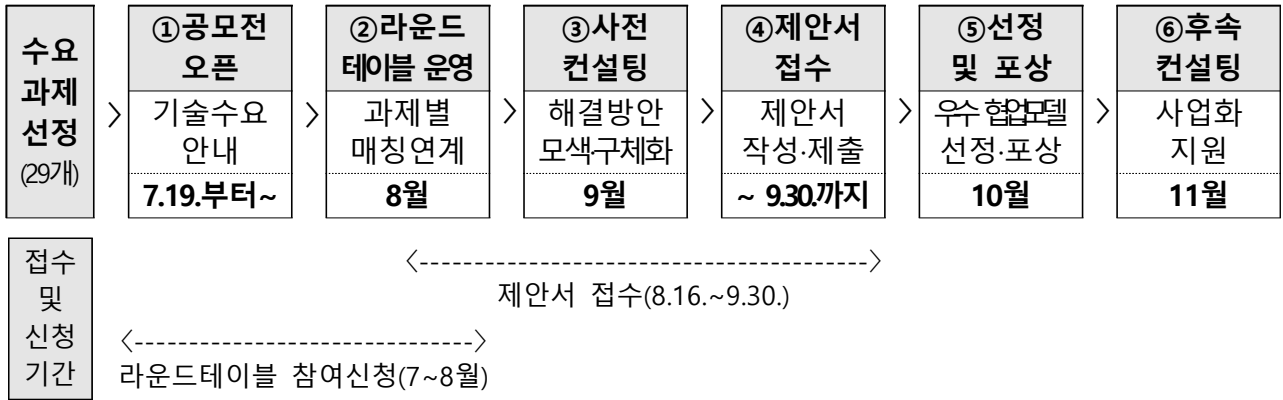 수요
과제
선정
(29개)
〉
①공모전
오픈
기술수요
안내
7.19.부터~
〉
②라운드
테이블 운영
과제별
매칭연계
8월
〉
③사전
컨설팅
해결방안
모색·구체화
9월
〉
④제안서
접수
제안서
작성·제출
~ 9.30.까지
〉
⑤선정
및 포상
우수 협업모델
선정·포상
10월
〉
⑥후속
컨설팅
사업화
지원
11월
접수
및
신청
기간
〈-----------------------------------------〉
제안서 접수(8.16.~9.30.)
〈-------------------------------〉
라운드테이블 참여신청(7~8월)